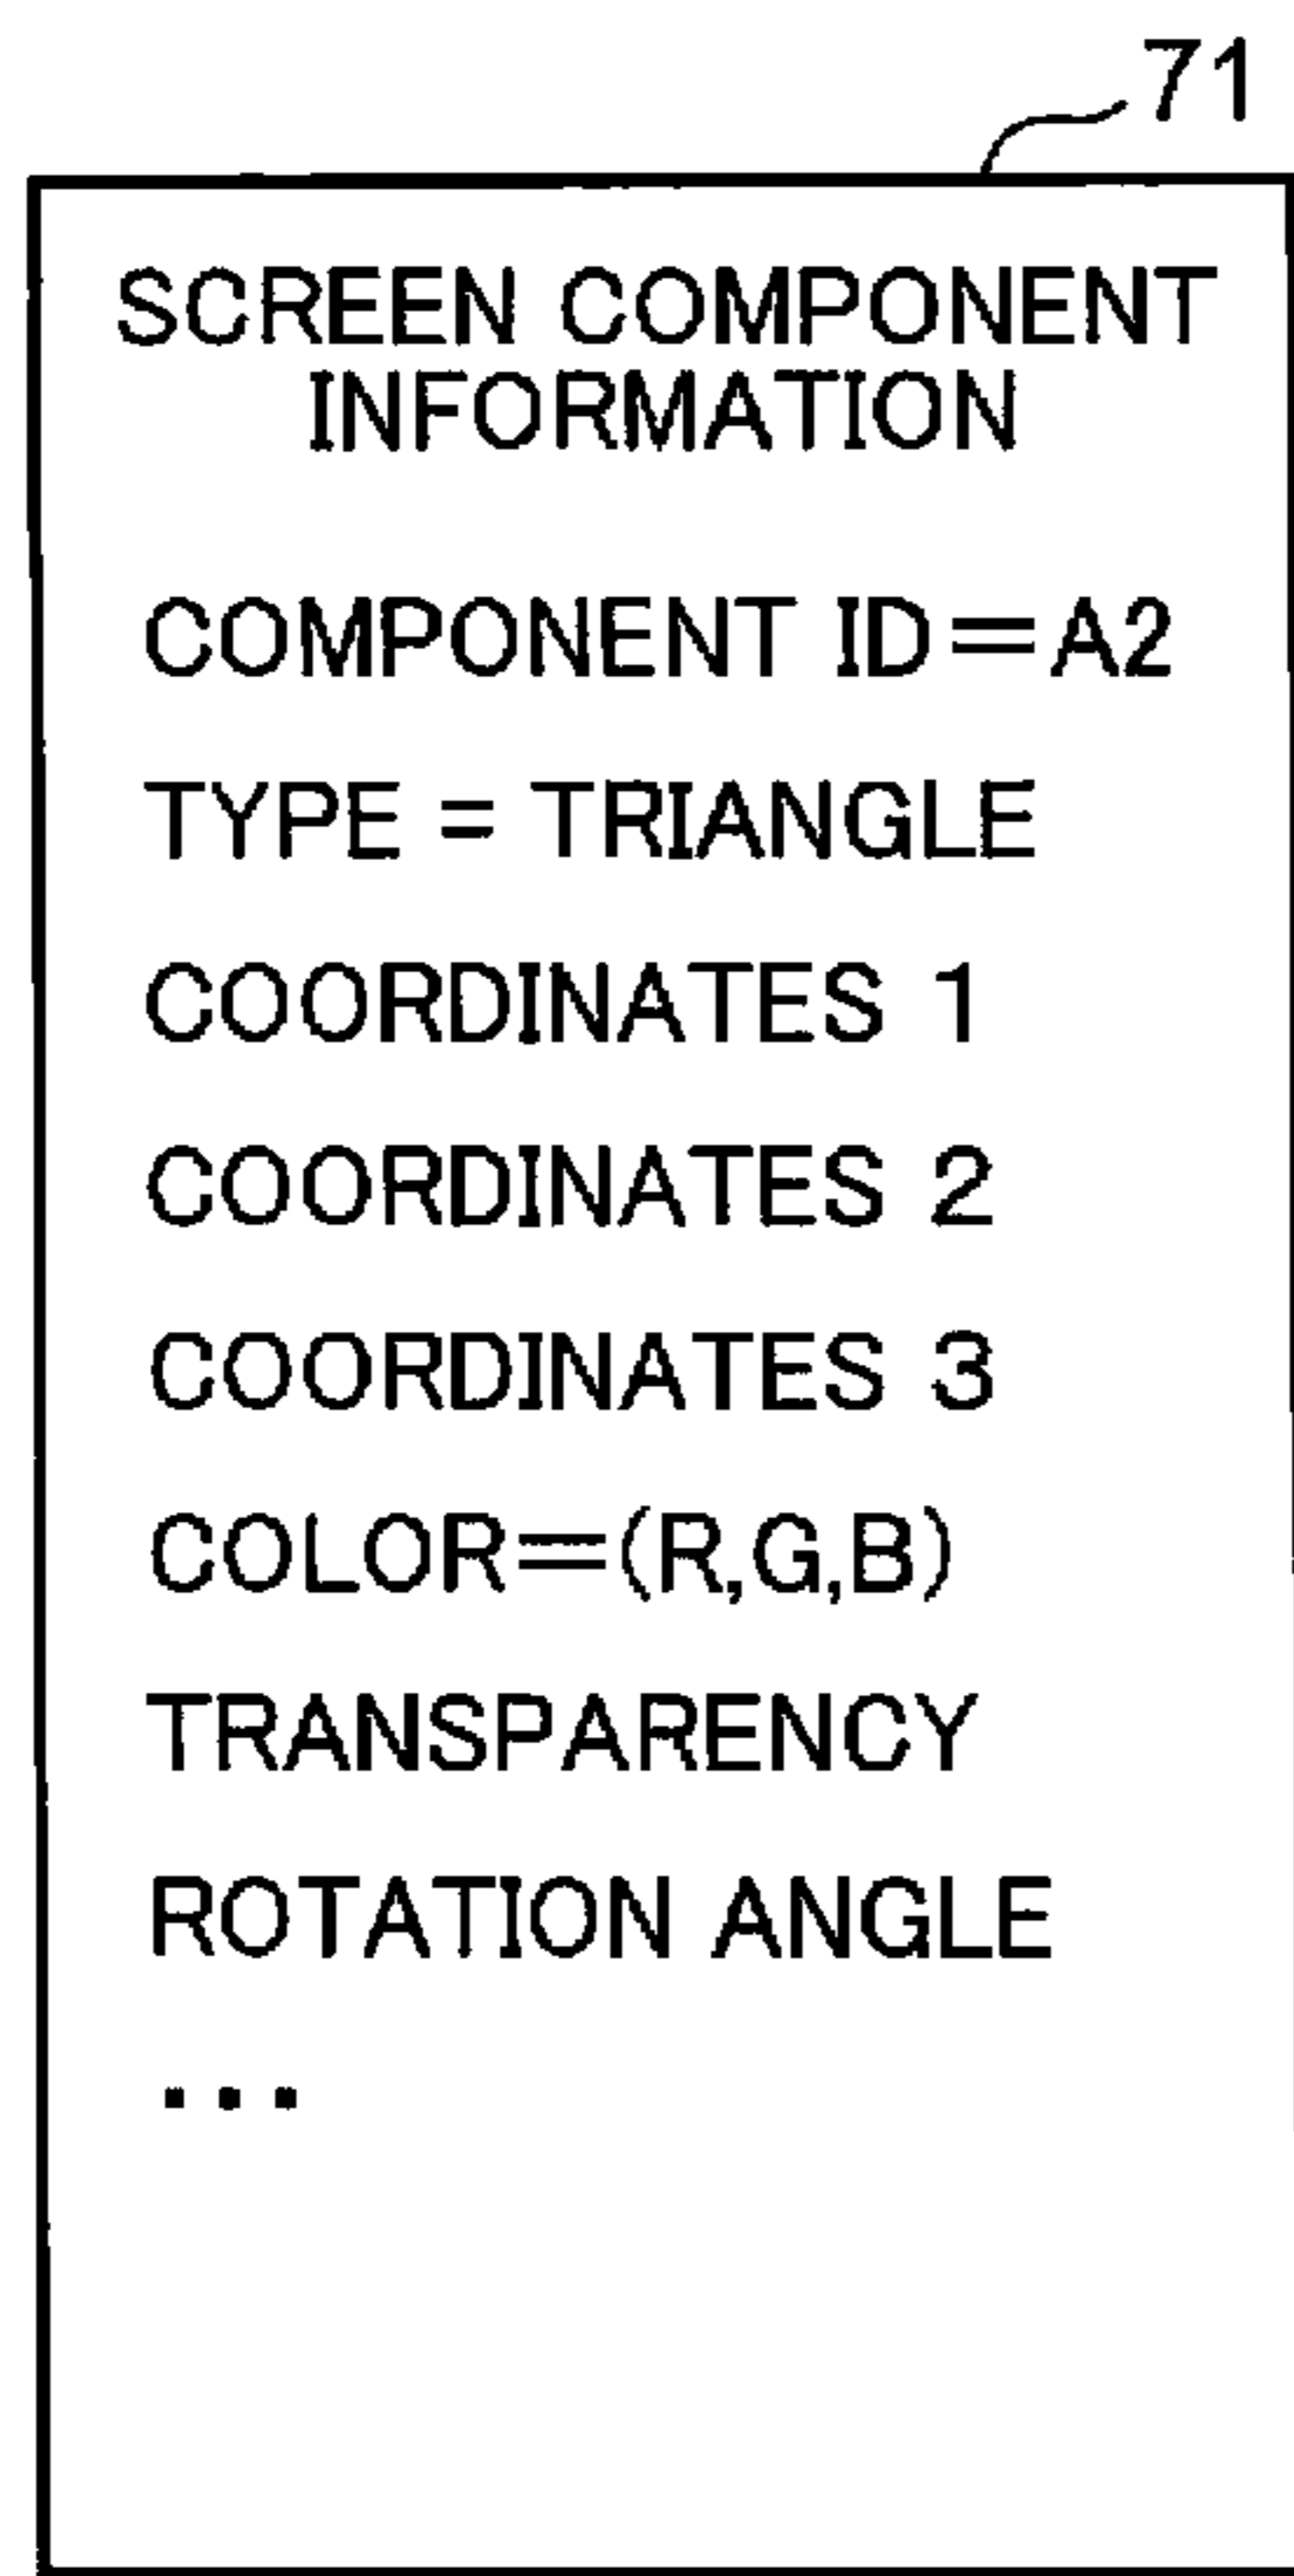 71
SCREEN COMPONENT
INFORMATION
COMPONENT ID=A2
TYPE = TRIANGLE
COORDINATES 1
COORDINATES 2
COORDINATES 3
COLOR=(R,G,B)
TRANSPARENCY
ROTATION ANGLE
...